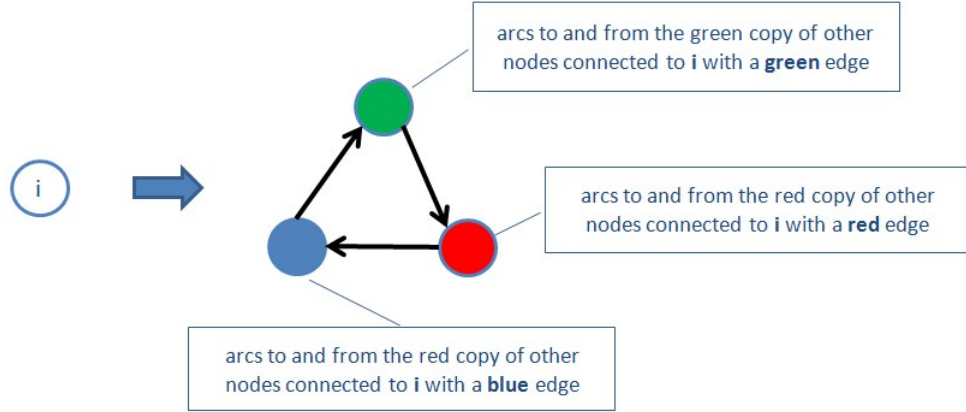 arcs to and from the green copy of other
nodes connected to i with a green edge
i
arcs to and from the red copy of other
nodes connected to i with a red edge
arcs to and from the red copy of other
nodes connected to i with a blue edge